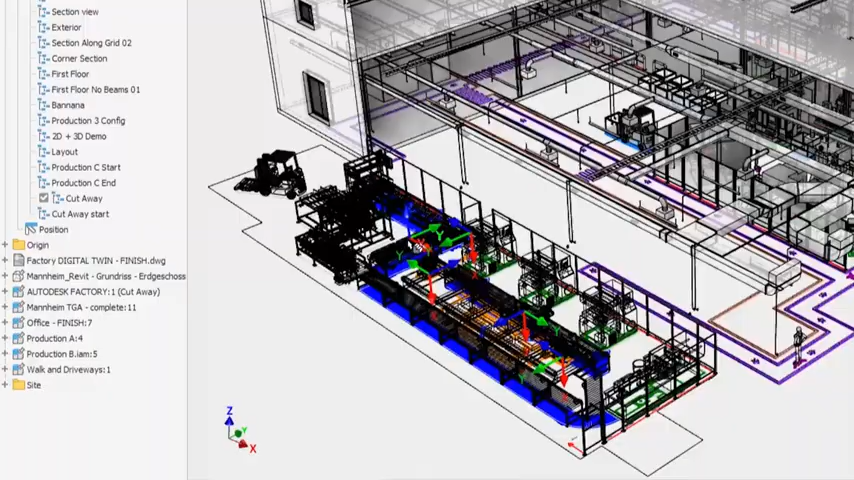 Section view
Exterior
Section Along Grid 02
Corner Section
First Floor
First Floor No Beams 01
Bannana
Production 3 Config
2D + 3D Demo
Layout
Production C Start
Production C End
Cut Away
Cut Away start
Position
Origin
Factory DIGITAL TWIN - FINISH.dwg
Mannheim_Revit - Grundriss - Erdgeschoss
AUTODESK FACTORY:1 (Cut Away)
Mannheim TGA - complete:11
Office - FINISH:7
Production A:4
Production B.iam:5
Walk and Driveways:1
Site
Z
Y
X